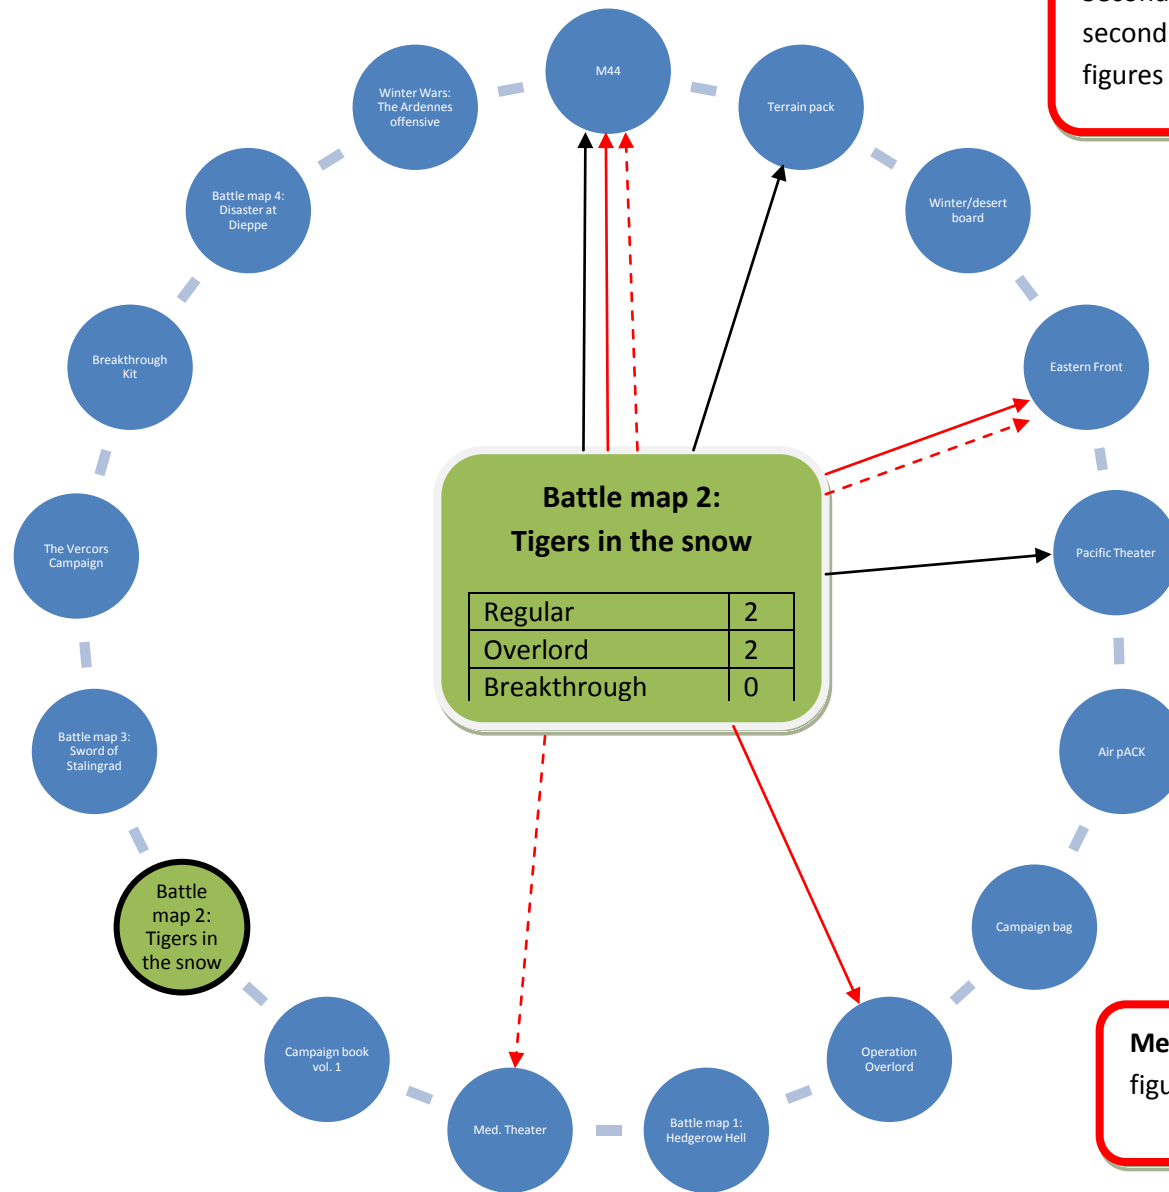 second
figures
M44
Terrain pack
Winter/desert
board
Eastern Front
Pacific Theater
Air pACK
Campaign bag
Operation
Overlord
Battle map 1:
Hedgerow Hell
Med. Theater
Campaign book
vol. 1
Battle
map 2:
Tigers in
the snow
Battle map 3:
Sword of
Stalingrad
The Vercors
Campaign
Breakthrough
Kit
Battle map 4:
Disaster at
Dieppe
Winter Wars:
The Ardennes
offensive
Battle map 2:
Tigers in the snow
Regular 2
Overlord 2
Breakthrough 0
Me
figu